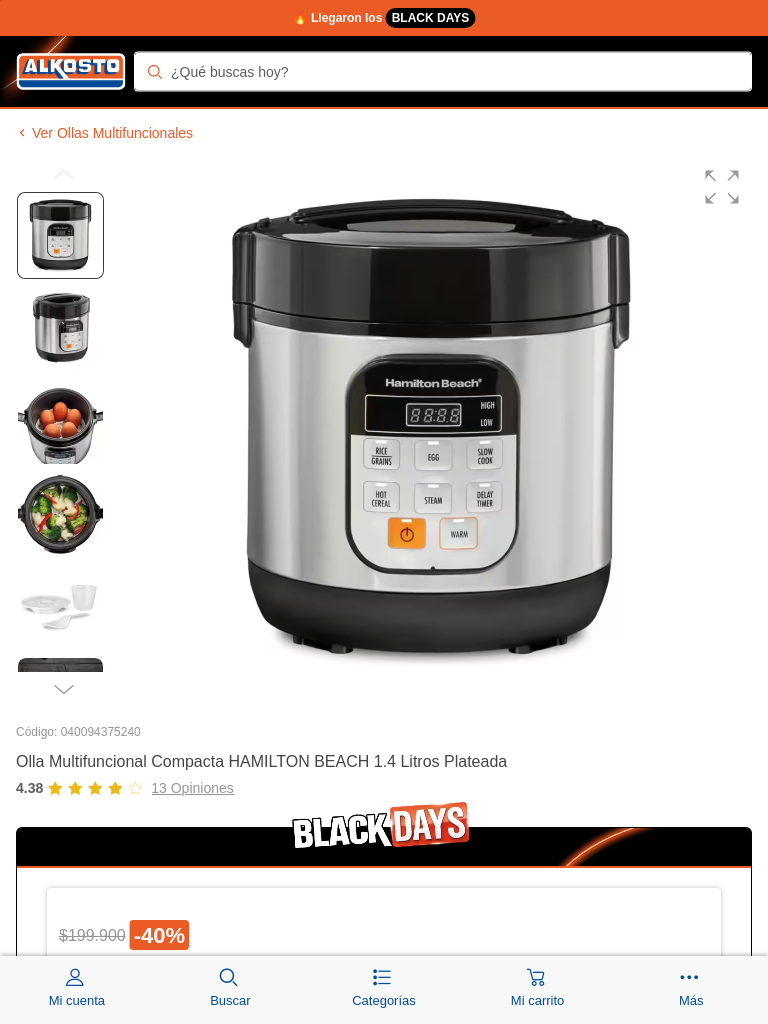 🔥 Llegaron los BLACK DAYS
ALKOSTO
¿Qué buscas hoy?
Ver Ollas Multifuncionales
Hamilton Beach
88:88
HIGH
LOW
RICE
GRAINS
EGG
SLOW
COOK
HOT
CEREAL
STEAM
DELAY
TIMER
WARM
Código: 040094375240
Olla Multifuncional Compacta HAMILTON BEACH 1.4 Litros Plateada
4.38 13 Opiniones
BLACK DAYS
$199.900 -40%
Mi cuenta
Buscar
Categorías
Mi carrito
Más